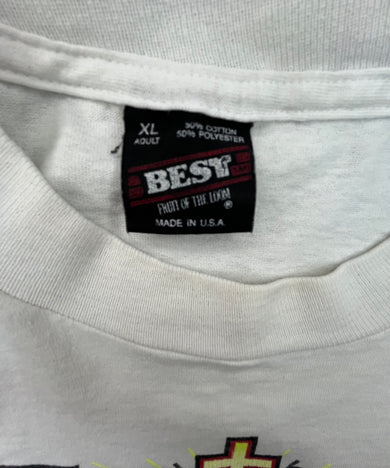 XL
ADULT
50% COTTON
50% POLYESTER
BEST
FRUIT OF THE LOOM ®
MADE IN U.S.A.